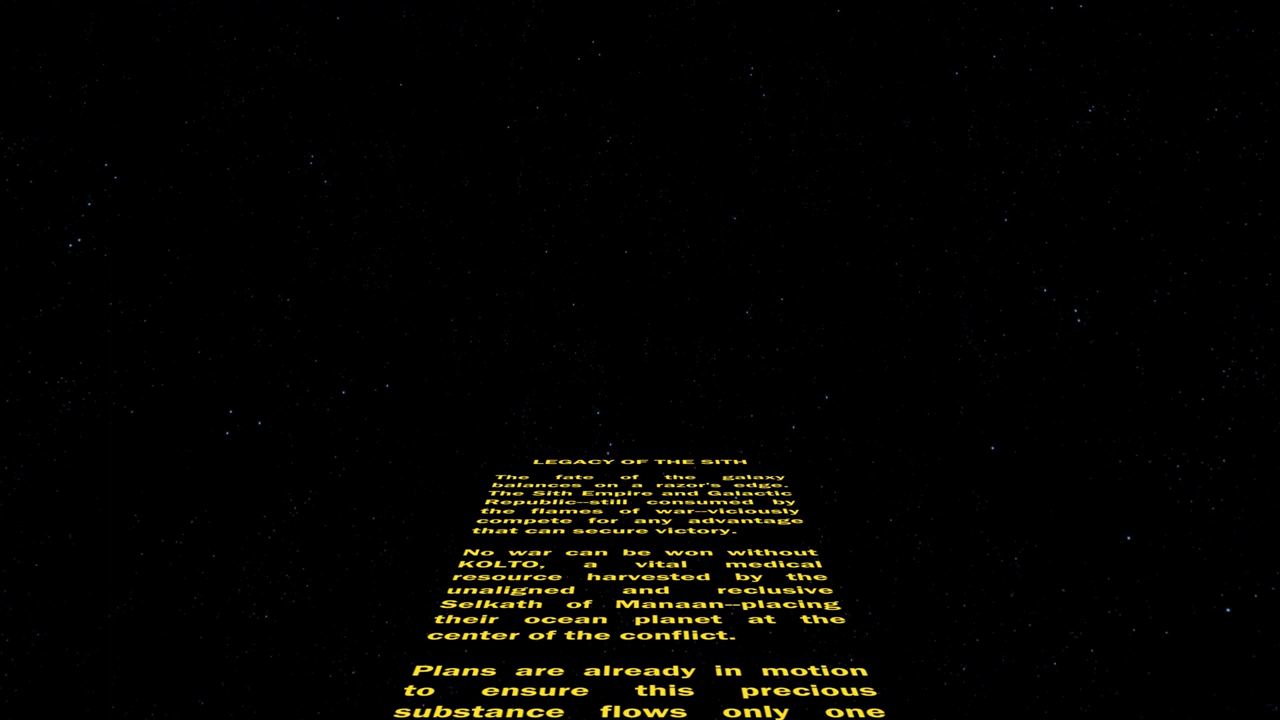 LEGACY OF THE SITH
The fate of the galaxy
balances on a razor's edge.
The Sith Empire and Galactic
Republic--still consumed by
the flames of war--viciously
compete for any advantage
that can secure victory.
No war can be won without
KOLTO, a vital medical
resource harvested by the
unaligned and reclusive
Selkath of Manaan--placing
their ocean planet at the
center of the conflict.
Plans are already in motion
to ensure this precious
substance flows only one